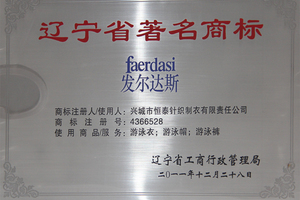 辽宁省著名商标
faerdasi
发尔达斯
商标注册人/使用人：兴城市恒泰针织制衣有限责任公司
商标注册号：4366528
使用商品/服务：游泳衣；游泳帽；游泳裤
辽宁省工商行政管理局
二〇一一年十二月二十八日